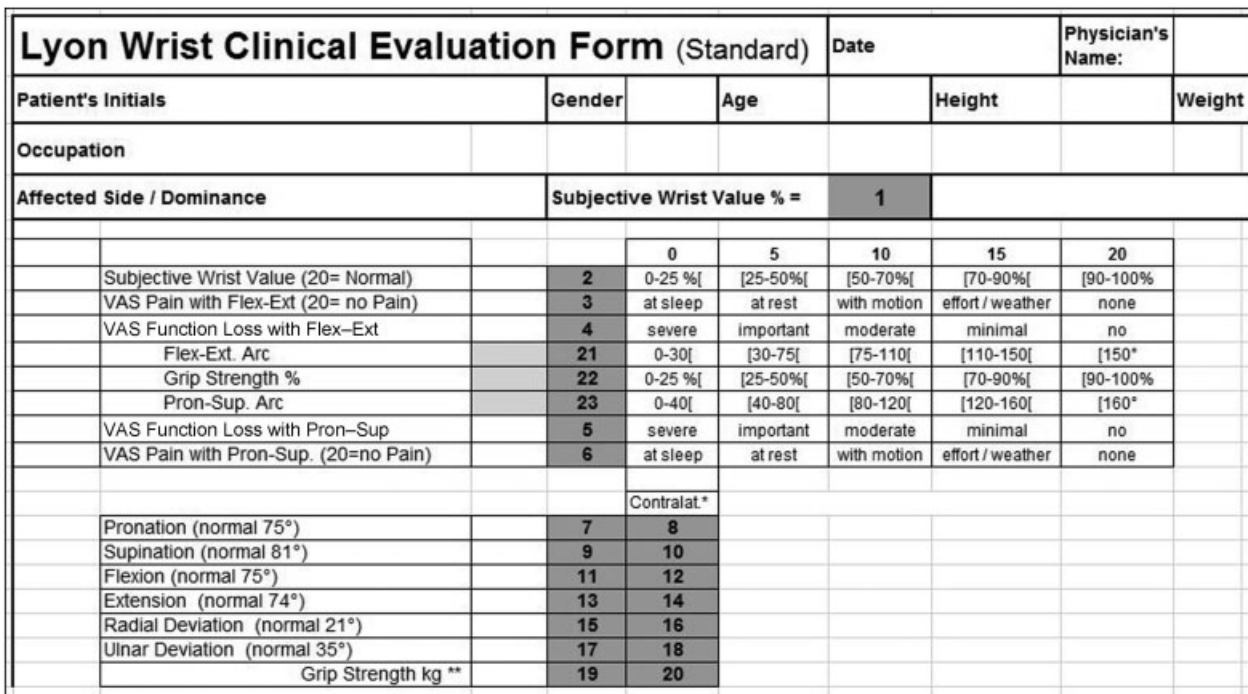 Lyon Wrist Clinical Evaluation Form (Standard) Date Physician's Name:
Patient's Initials Gender Age Height Weight
Occupation
Affected Side / Dominance Subjective Wrist Value % = 1
0 5 10 15 20
Subjective Wrist Value (20= Normal) 2 0-25 %[ [25-50%[ [50-70%[ [70-90%[ [90-100%
VAS Pain with Flex-Ext (20= no Pain) 3 at sleep at rest with motion effort / weather none
VAS Function Loss with Flex–Ext 4 severe important moderate minimal no
Flex-Ext. Arc 21 0-30[ [30-75[ [75-110[ [110-150[ [150°
Grip Strength % 22 0-25 %[ [25-50%[ [50-70%[ [70-90%[ [90-100%
Pron-Sup. Arc 23 0-40[ [40-80[ [80-120[ [120-160[ [160°
VAS Function Loss with Pron–Sup 5 severe important moderate minimal no
VAS Pain with Pron-Sup. (20=no Pain) 6 at sleep at rest with motion effort / weather none
Contralat.*
Pronation (normal 75°) 7 8
Supination (normal 81°) 9 10
Flexion (normal 75°) 11 12
Extension (normal 74°) 13 14
Radial Deviation (normal 21°) 15 16
Ulnar Deviation (normal 35°) 17 18
Grip Strength kg ** 19 20